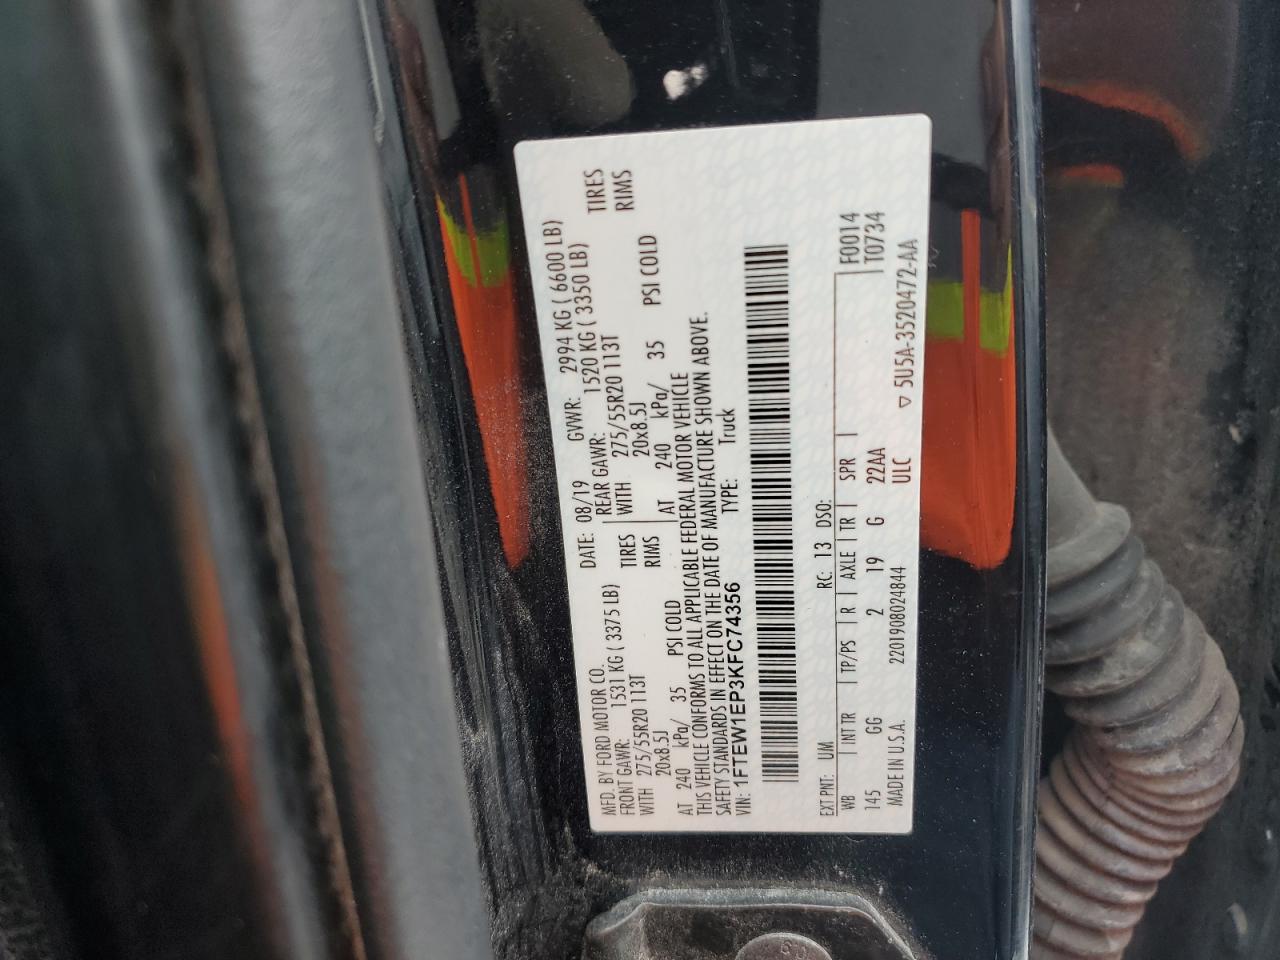 MFD. BY FORD MOTOR CO. DATE: 08/19 GVWR: 2994 KG ( 6600 LB)
FRONT GAWR: 1531 KG ( 3375 LB) REAR GAWR: 1520 KG ( 3350 LB)
WITH 275/55R20 113T TIRES WITH 275/55R20 113T TIRES
20x8.5J RIMS 20x8.5J RIMS
AT 240 kPa/ 35 PSI COLD AT 240 kPa/ 35 PSI COLD
THIS VEHICLE CONFORMS TO ALL APPLICABLE FEDERAL MOTOR VEHICLE
SAFETY STANDARDS IN EFFECT ON THE DATE OF MANUFACTURE SHOWN ABOVE.
VIN: 1FTEW1EP3KFC74356 TYPE: Truck
EXT PNT: UM RC: 13 DSO: F0014
WB INT TR TP/PS R AXLE TR SPR T0734
145 GG 2 19 G 22AA
MADE IN U.S.A. 2201908024844 ULC ▽ 5U5A-3520472-AA